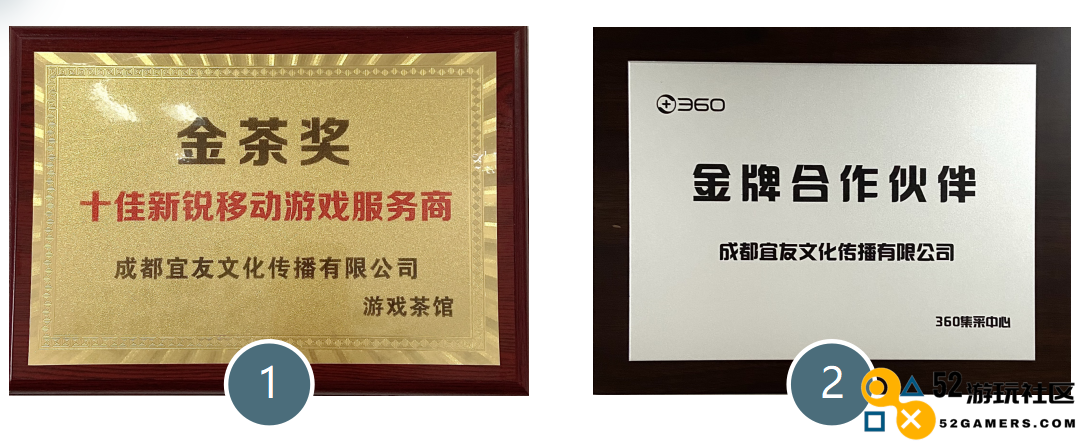 金茶奖
十佳新锐移动游戏服务商
成都宜友文化传播有限公司
游戏茶馆
1
360
金牌合作伙伴
成都宜友文化传播有限公司
360集采中心
2
52游玩社区
52GAMERS.COM